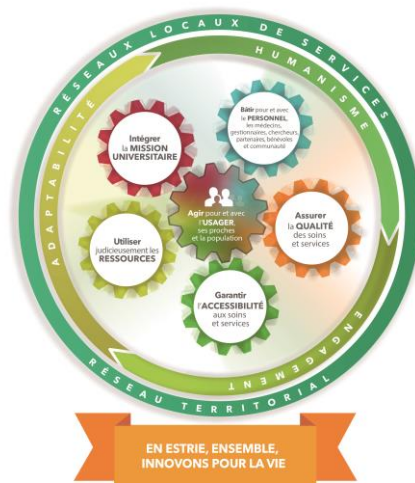 RÉSEAUX LOCAUX DE SERVICES
HUMANISME
ADAPTABILITÉ
Intégrer
la MISSION
UNIVERSITAIRE
Bâtir pour et avec
le PERSONNEL,
les médecins,
gestionnaires, chercheurs,
partenaires, bénévoles
et communauté
Agir pour et avec
l'USAGER,
ses proches
et la population
Assurer
la QUALITÉ
des soins
et services
Utiliser
judicieusement les
RESSOURCES
Garantir
l'ACCESSIBILITÉ
aux soins
et services
ENGAGEMENT
RÉSEAU TERRITORIAL
EN ESTRIE, ENSEMBLE,
INNOVONS POUR LA VIE